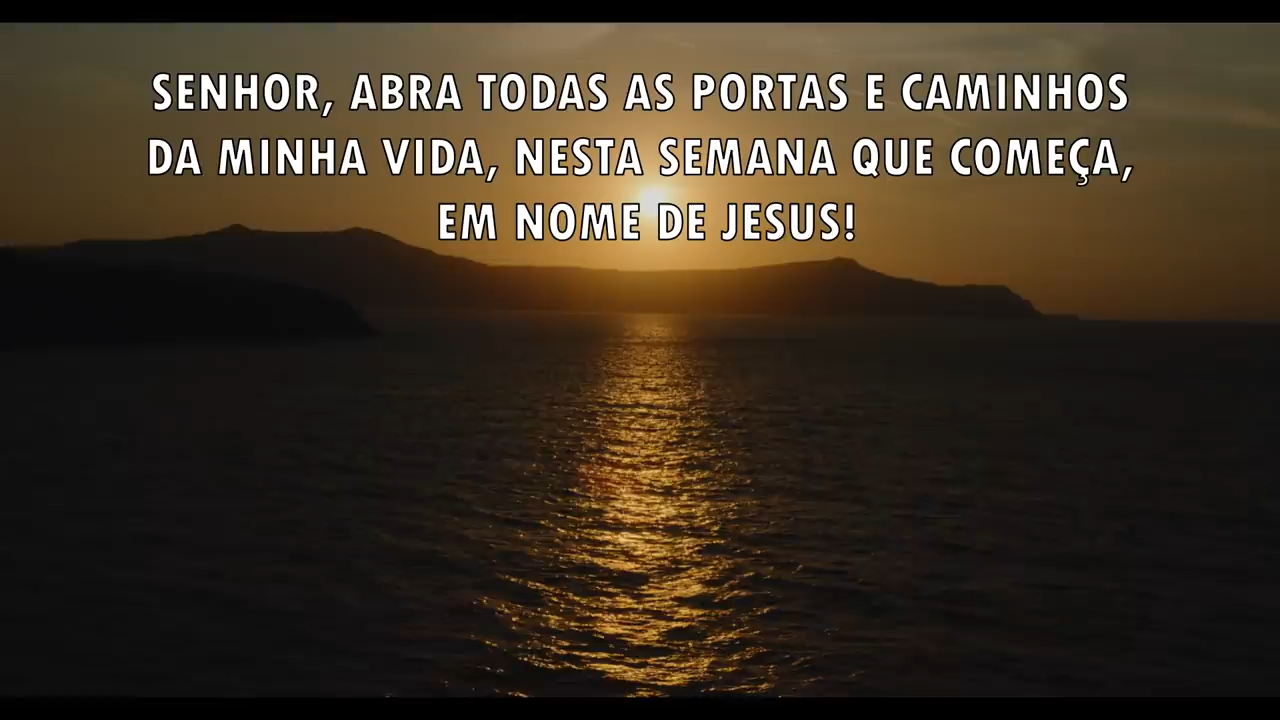 SENHOR, ABRA TODAS AS PORTAS E CAMINHOS
DA MINHA VIDA, NESTA SEMANA QUE COMEÇA,
EM NOME DE JESUS!